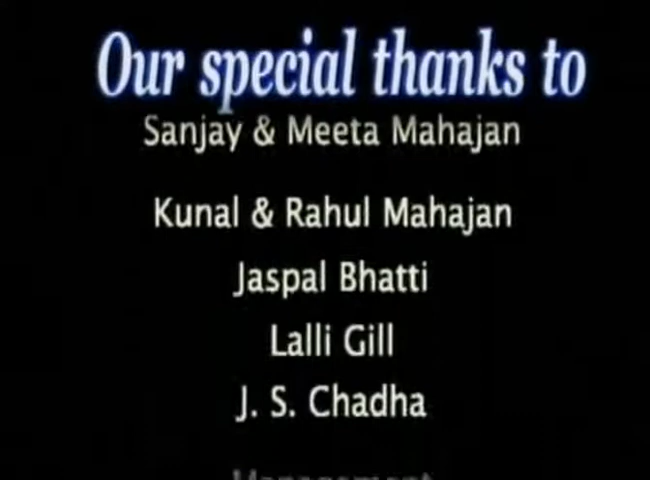 Our special thanks to
Sanjay & Meeta Mahajan
Kunal & Rahul Mahajan
Jaspal Bhatti
Lalli Gill
J. S. Chadha